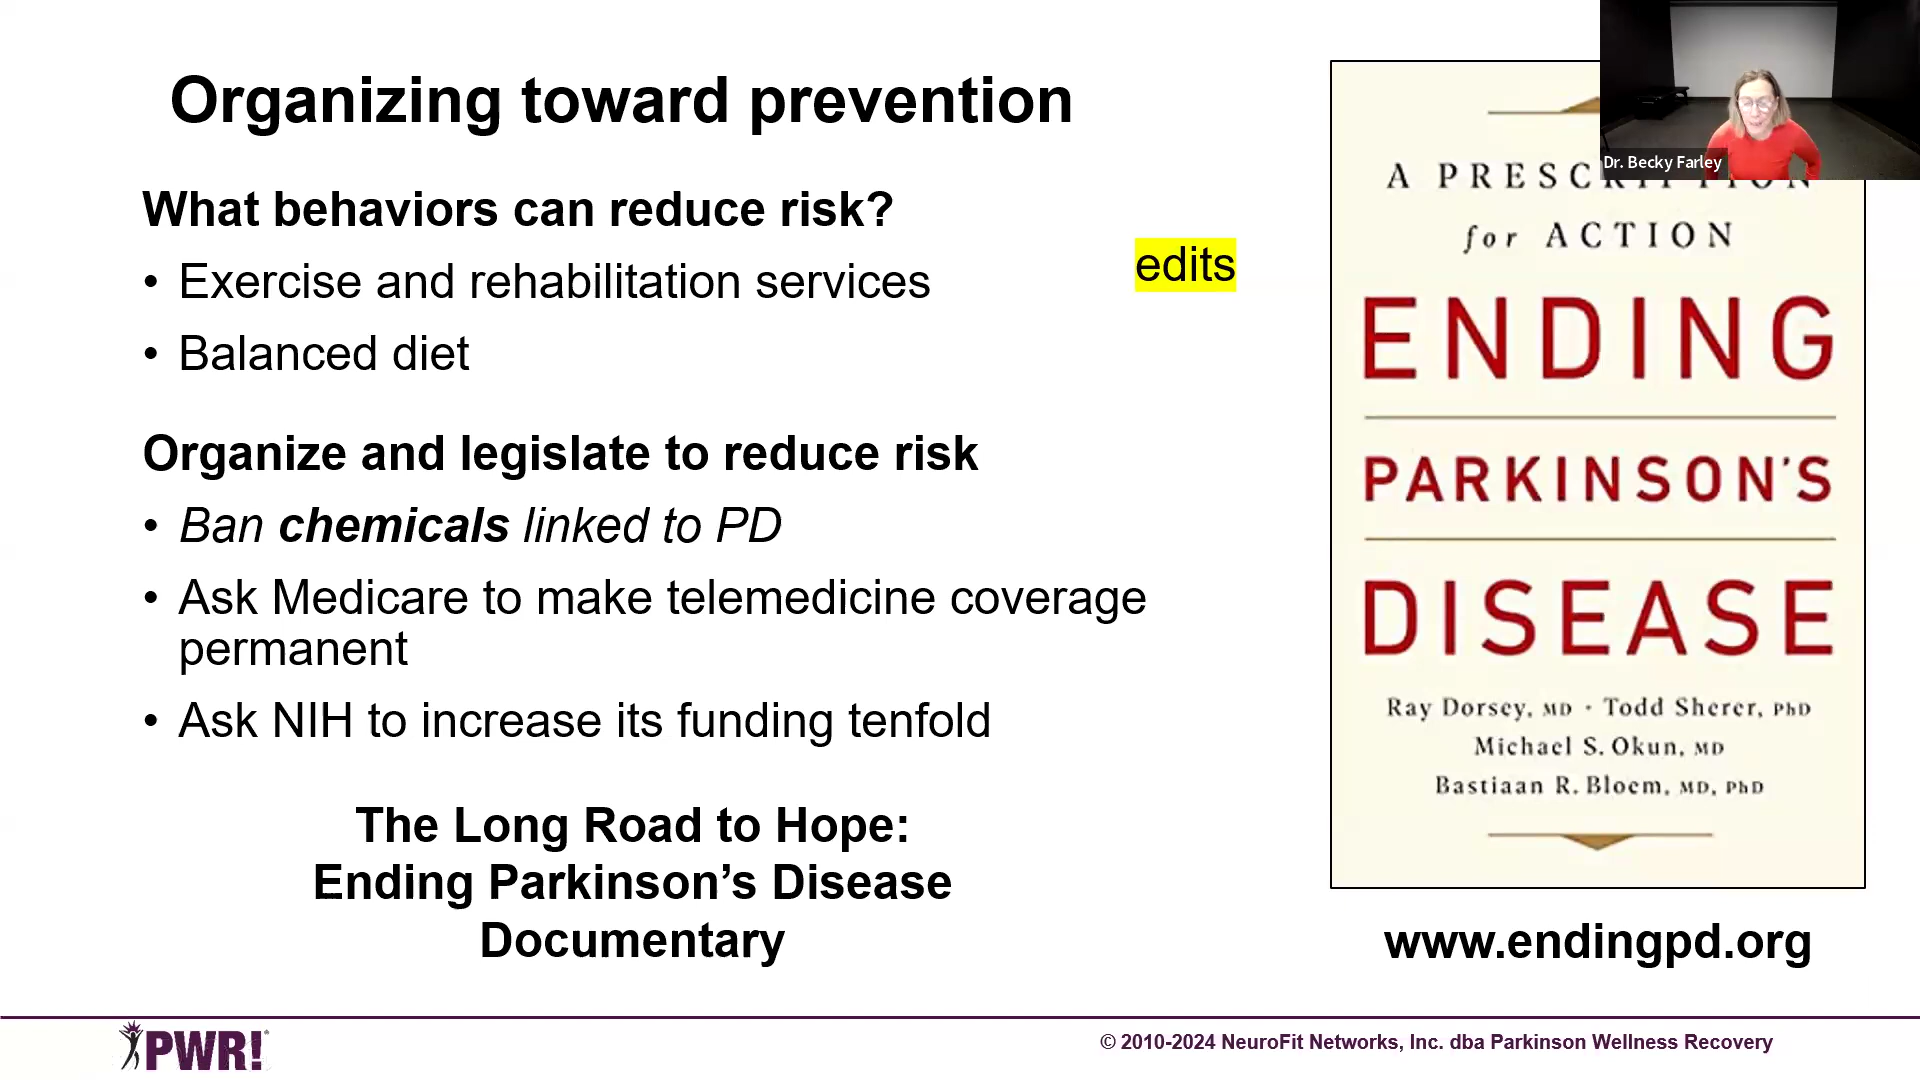 Organizing toward prevention
What behaviors can reduce risk?
• Exercise and rehabilitation services
• Balanced diet
edits
Organize and legislate to reduce risk
• Ban chemicals linked to PD
• Ask Medicare to make telemedicine coverage
permanent
• Ask NIH to increase its funding tenfold
The Long Road to Hope:
Ending Parkinson’s Disease
Documentary
Dr. Becky Farley
A PRESCRIPTION
for ACTION
ENDING
PARKINSON'S
DISEASE
Ray Dorsey, MD • Todd Sherer, PhD
Michael S. Okun, MD
Bastiaan R. Bloem, MD, PhD
www.endingpd.org
PWR!
© 2010-2024 NeuroFit Networks, Inc. dba Parkinson Wellness Recovery